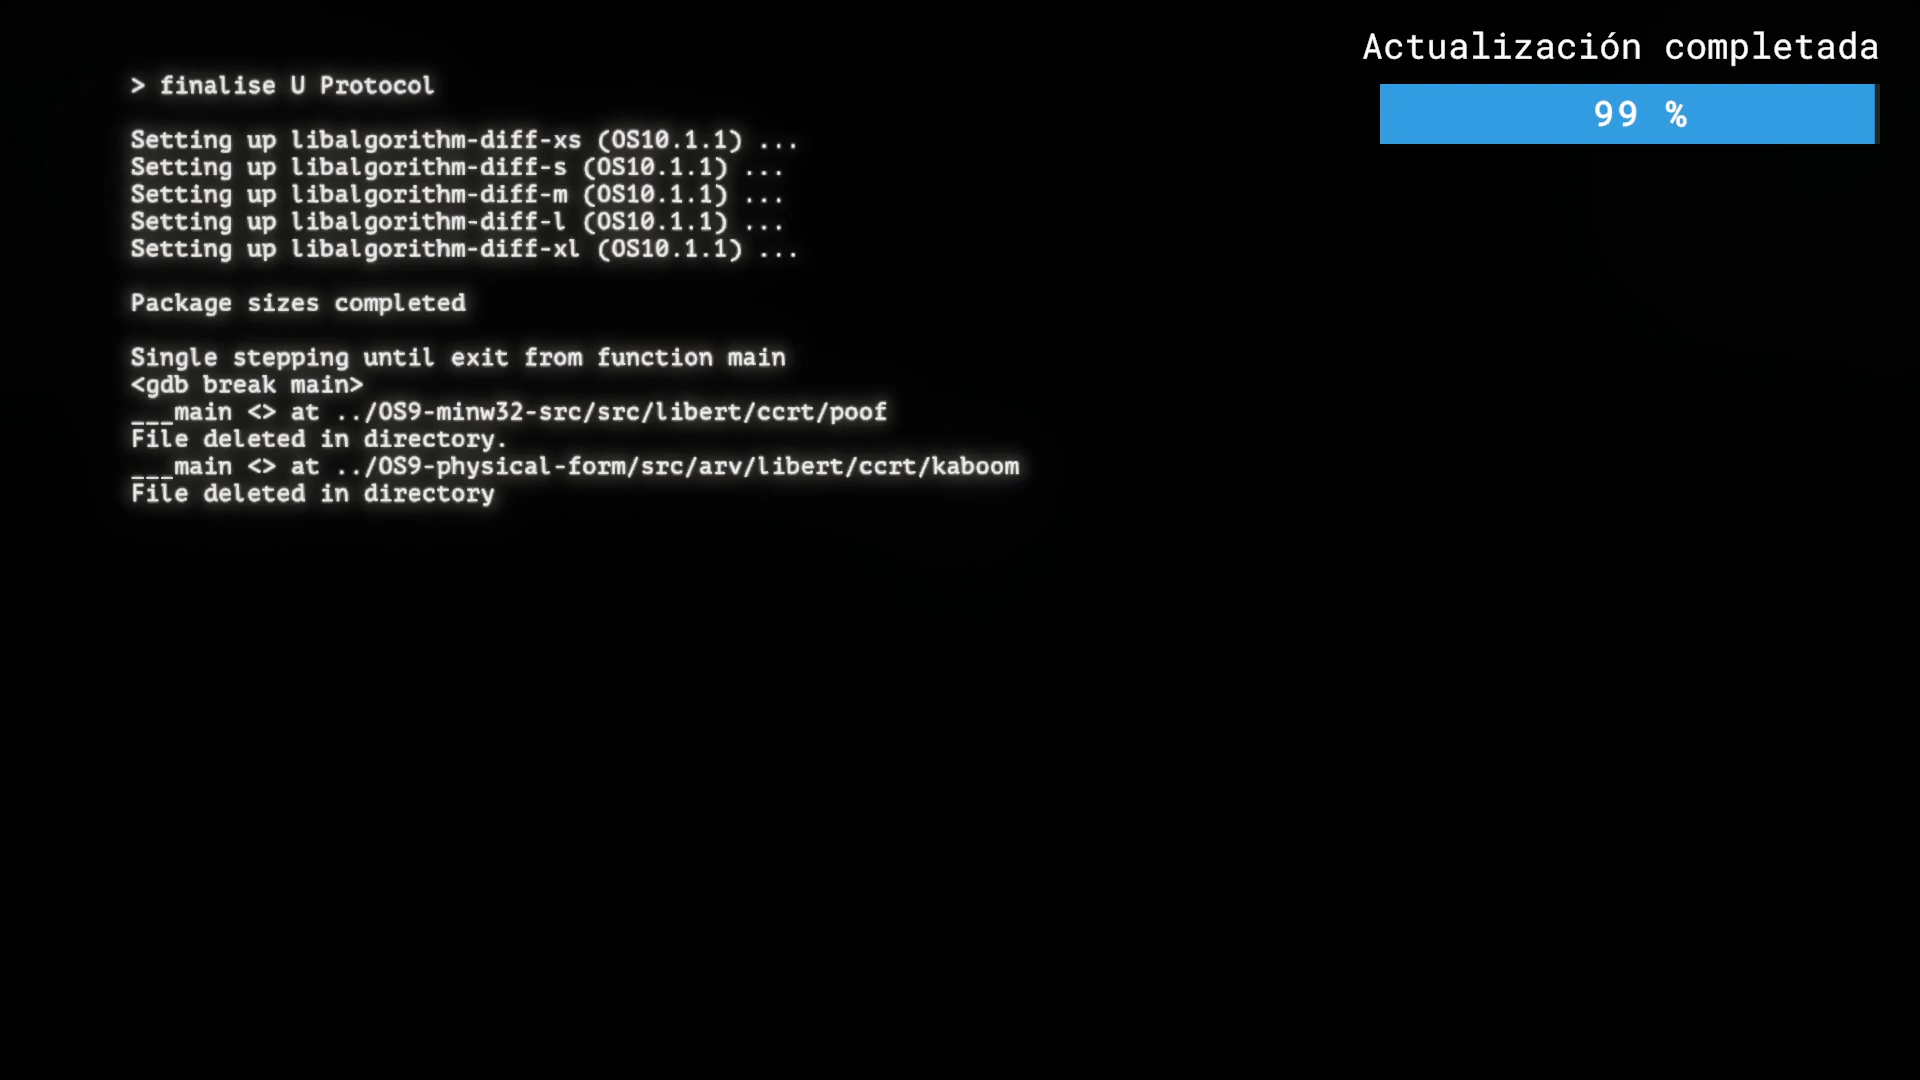 > finalise U Protocol
Setting up libalgorithm-diff-xs (OS10.1.1) ...
Setting up libalgorithm-diff-s (OS10.1.1) ...
Setting up libalgorithm-diff-m (OS10.1.1) ...
Setting up libalgorithm-diff-l (OS10.1.1) ...
Setting up libalgorithm-diff-xl (OS10.1.1) ...
Package sizes completed
Single stepping until exit from function main
<gdb break main>
___main <> at ../OS9-minw32-src/src/libert/ccrt/poof
File deleted in directory.
___main <> at ../OS9-physical-form/src/arv/libert/ccrt/kaboom
File deleted in directory
Actualización completada
99 %